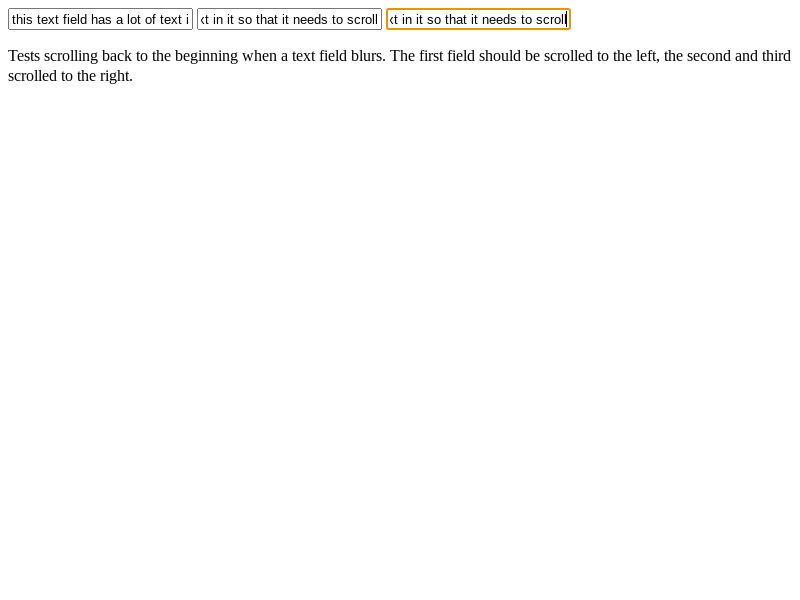 this text field has a lot of text i xt in it so that it needs to scroll xt in it so that it needs to scroll
Tests scrolling back to the beginning when a text field blurs. The first field should be scrolled to the left, the second and third
scrolled to the right.